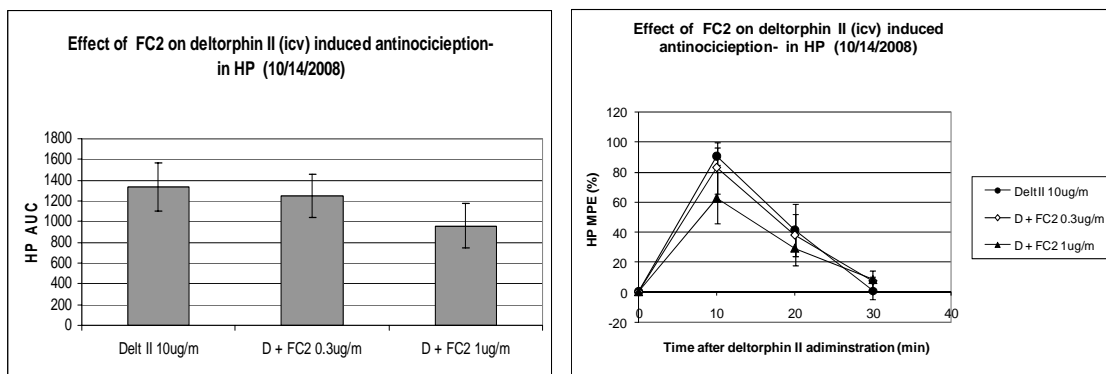 Effect of FC2 on deltorphin II (icv) induced antinocicieption-
in HP (10/14/2008)
HP AUC
1800
1600
1400
1200
1000
800
600
400
200
0
Delt II 10ug/m
D + FC2 0.3ug/m
D + FC2 1ug/m
Effect of FC2 on deltorphin II (icv) induced
antinocicieption- in HP (10/14/2008)
HP MPE (%)
120
100
80
60
40
20
0
-20
0
10
20
30
40
Time after deltorphin II adiminstration (min)
Delt II 10ug/m
D + FC2 0.3ug/m
D + FC2 1ug/m